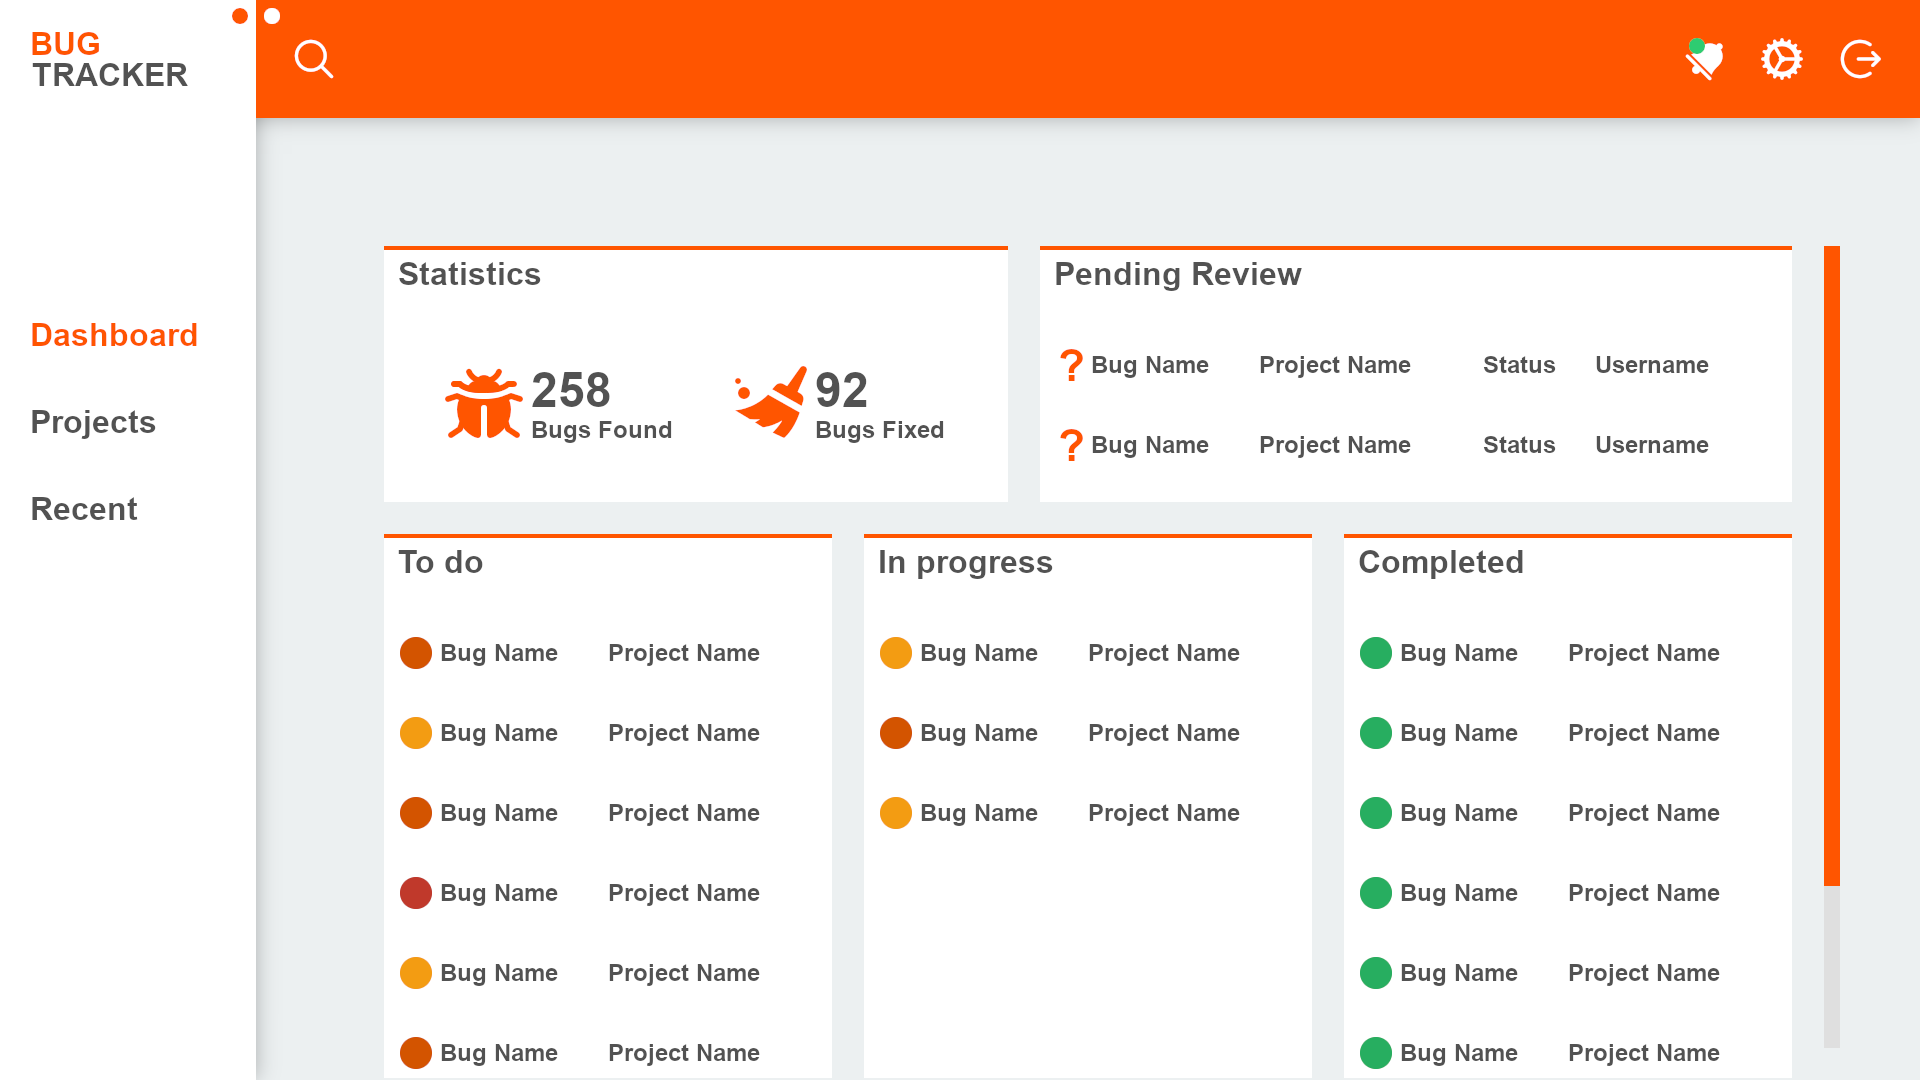 BUG
TRACKER
Dashboard
Projects
Recent
Statistics
258
Bugs Found
92
Bugs Fixed
Pending Review
? Bug Name Project Name Status Username
? Bug Name Project Name Status Username
To do
Bug Name Project Name
Bug Name Project Name
Bug Name Project Name
Bug Name Project Name
Bug Name Project Name
Bug Name Project Name
In progress
Bug Name Project Name
Bug Name Project Name
Bug Name Project Name
Completed
Bug Name Project Name
Bug Name Project Name
Bug Name Project Name
Bug Name Project Name
Bug Name Project Name
Bug Name Project Name